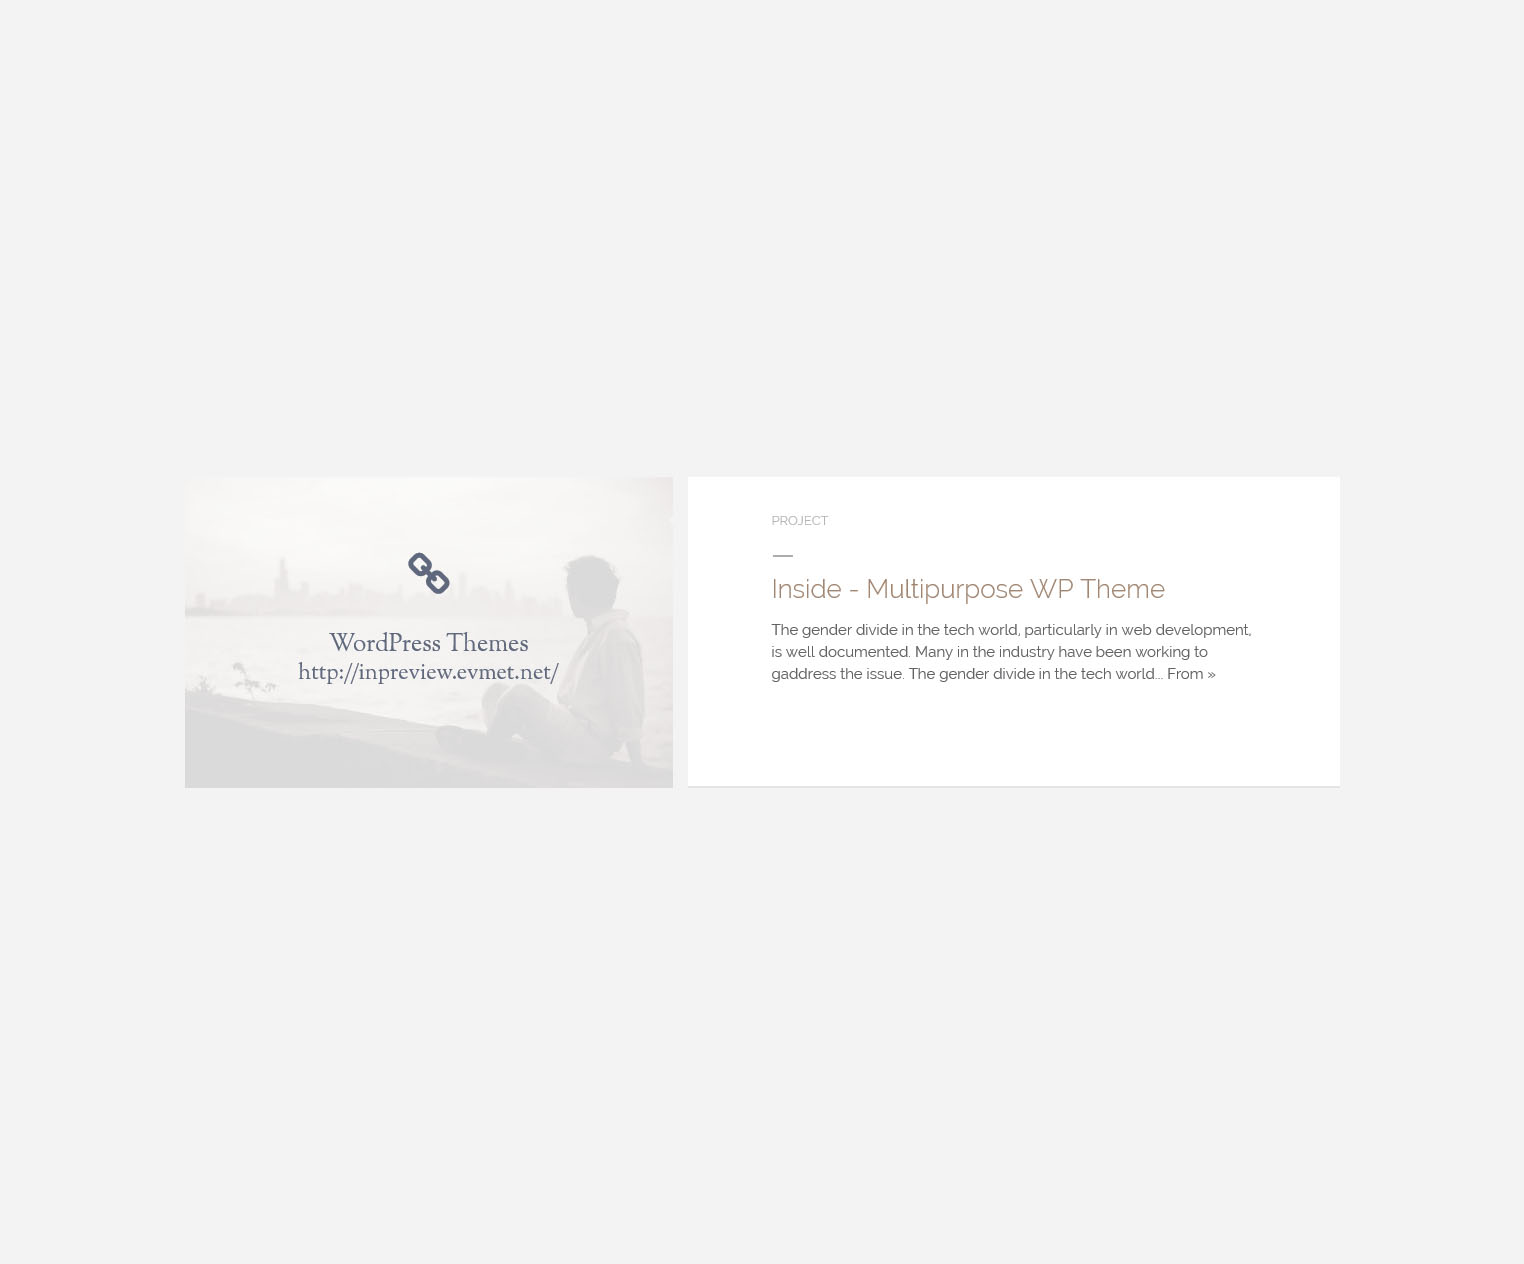 WordPress Themes
http://inpreview.evmet.net/
PROJECT
Inside - Multipurpose WP Theme
The gender divide in the tech world, particularly in web development,
is well documented. Many in the industry have been working to
gaddress the issue. The gender divide in the tech world... From »